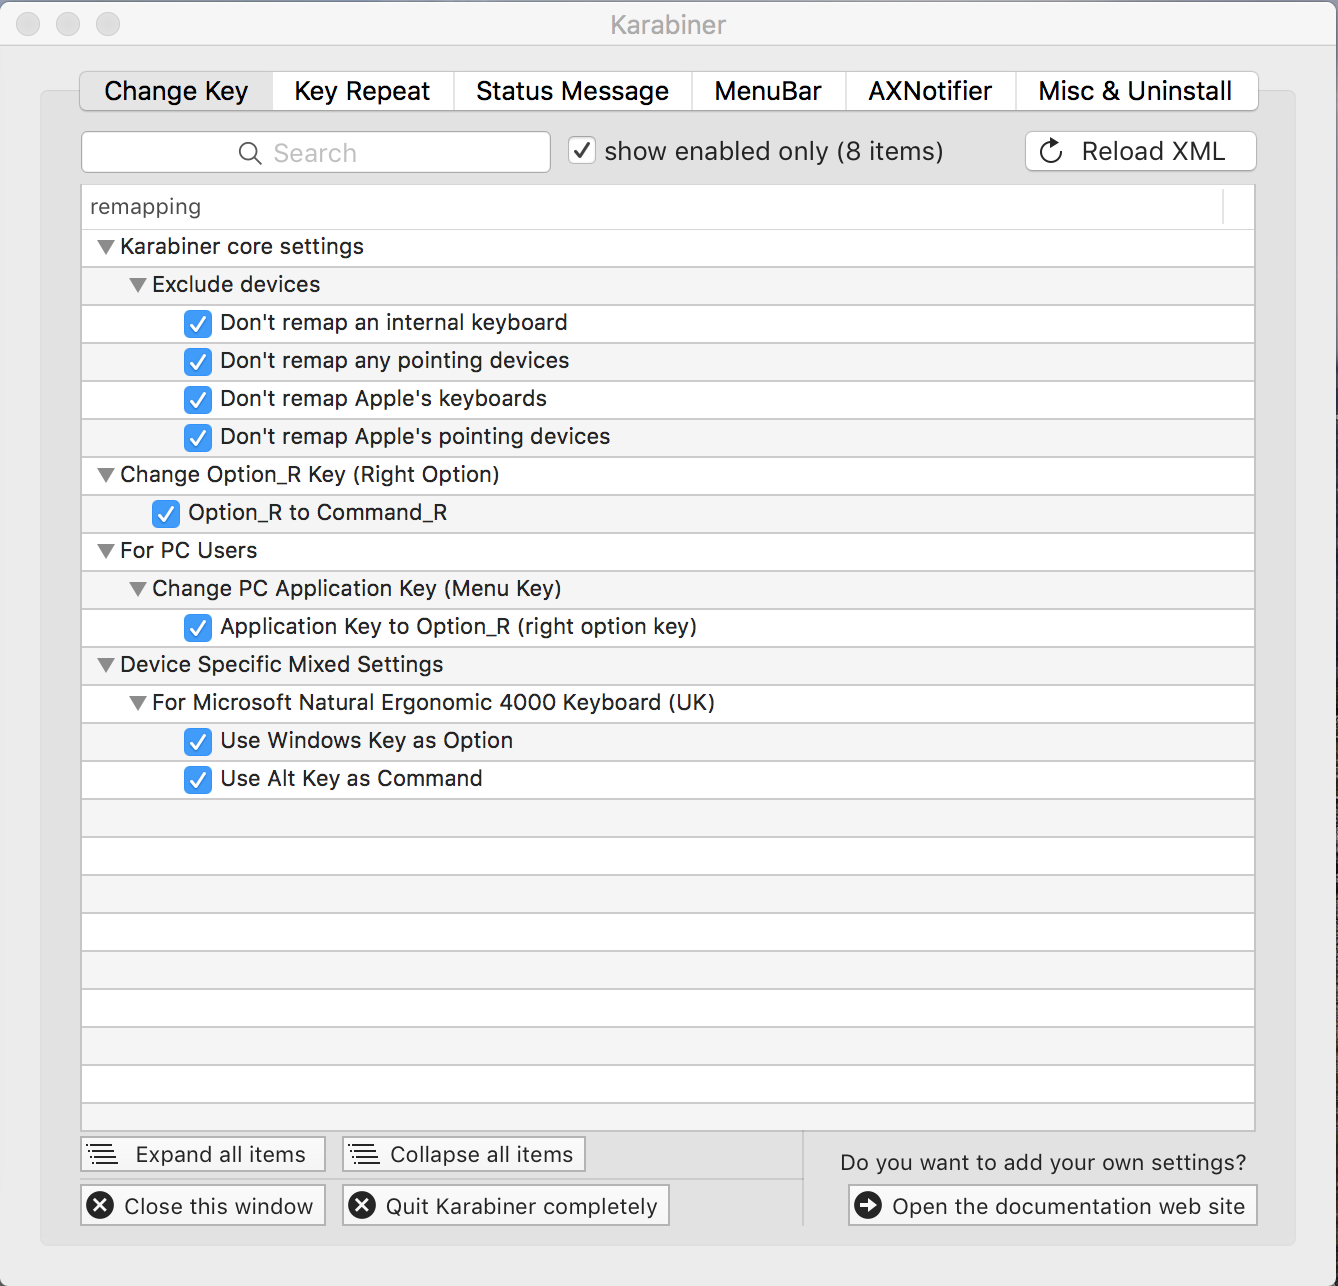 Karabiner
Change Key Key Repeat Status Message MenuBar AXNotifier Misc & Uninstall
Search show enabled only (8 items) Reload XML
remapping
Karabiner core settings
Exclude devices
Don't remap an internal keyboard
Don't remap any pointing devices
Don't remap Apple's keyboards
Don't remap Apple's pointing devices
Change Option_R Key (Right Option)
Option_R to Command_R
For PC Users
Change PC Application Key (Menu Key)
Application Key to Option_R (right option key)
Device Specific Mixed Settings
For Microsoft Natural Ergonomic 4000 Keyboard (UK)
Use Windows Key as Option
Use Alt Key as Command
Expand all items Collapse all items
Do you want to add your own settings?
Close this window Quit Karabiner completely Open the documentation web site